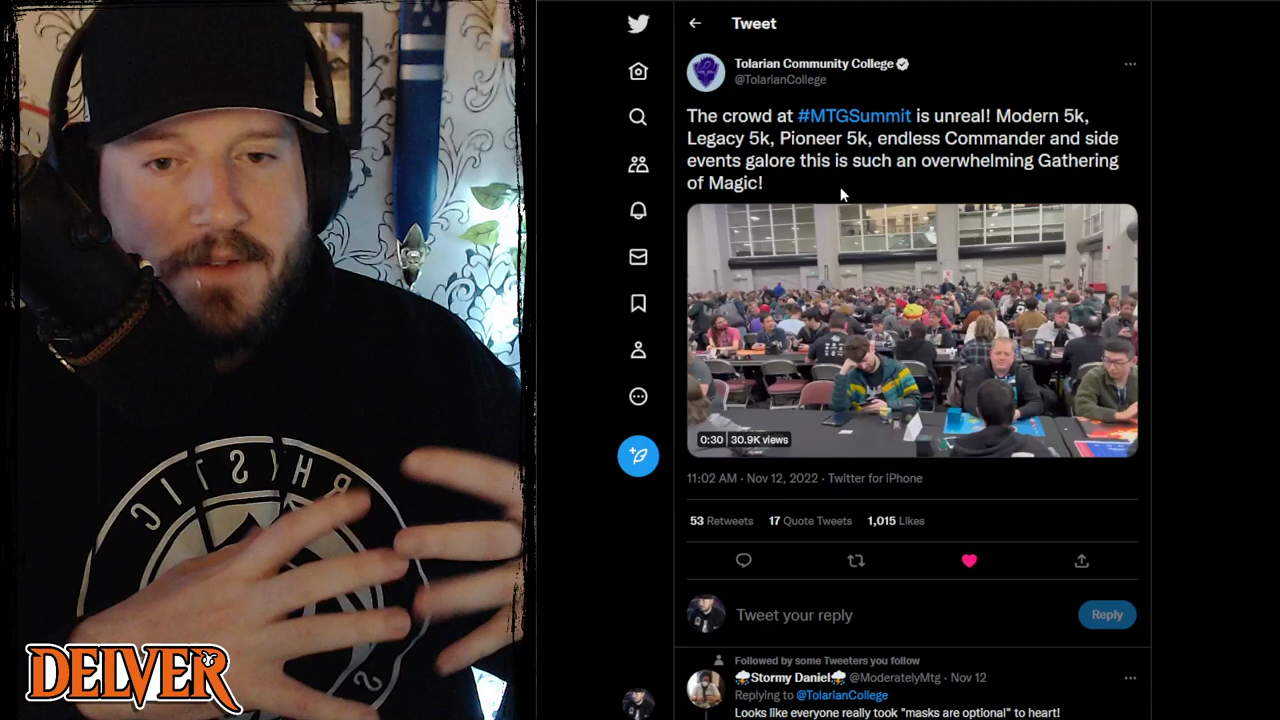 Tweet
Tolarian Community College
@TolarianCollege
The crowd at #MTGSummit is unreal! Modern 5k,
Legacy 5k, Pioneer 5k, endless Commander and side
events galore this is such an overwhelming Gathering
of Magic!
0:30 30.9K views
11:02 AM · Nov 12, 2022 · Twitter for iPhone
53 Retweets 17 Quote Tweets 1,015 Likes
Tweet your reply
Reply
Followed by some Tweeters you follow
🌩️Stormy Daniel🌩️ @ModeratelyMtg · Nov 12
Replying to @TolarianCollege
Looks like everyone really took "masks are optional" to heart!
RHYSTIC
DELVER